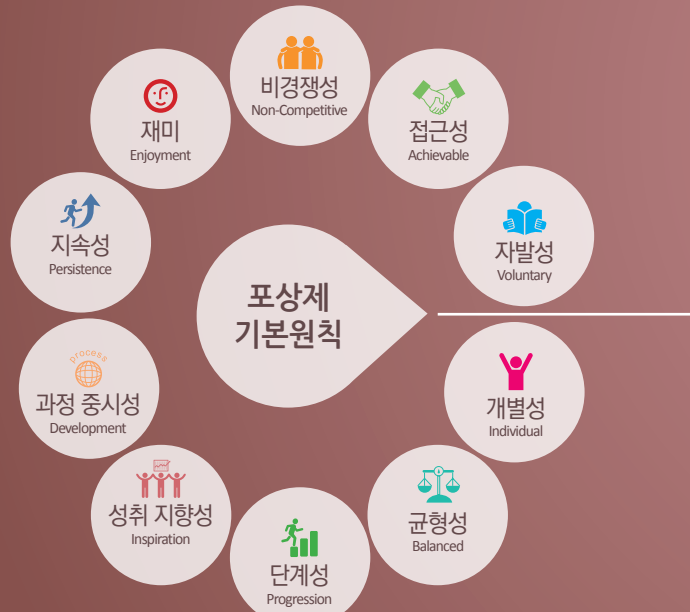 비경쟁성
Non-Competitive
접근성
Achievable
자발성
Voluntary
개별성
Individual
균형성
Balanced
단계성
Progression
성취 지향성
Inspiration
process
과정 중시성
Development
지속성
Persistence
재미
Enjoyment
포상제
기본원칙